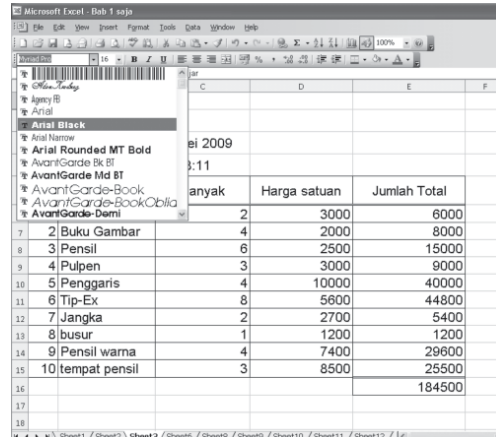 Microsoft Excel - Bab 1 saja
File Edit View Insert Format Tools Data Window Help
100%
16 B I U
Agency FB
Arial
Arial Black
Arial Narrow
Arial Rounded MT Bold
AvantGarde Bk BT
AvantGarde Md BT
AvantGarde-Book
AvantGarde-BookObliq
AvantGarde-Demi
C D E F
ei 2009
:11
anyak Harga satuan Jumlah Total
2 3000 6000
7 2 Buku Gambar 4 2000 8000
8 3 Pensil 6 2500 15000
9 4 Pulpen 3 3000 9000
10 5 Penggaris 4 10000 40000
11 6 Tip-Ex 8 5600 44800
12 7 Jangka 2 2700 5400
13 8 busur 1 1200 1200
14 9 Pensil warna 4 7400 29600
15 10 tempat pensil 3 8500 25500
16 184500
17
18
Sheet1 Sheet2 Sheet3 Sheet6 Sheet8 Sheet9 Sheet10 Sheet11 Sheet12